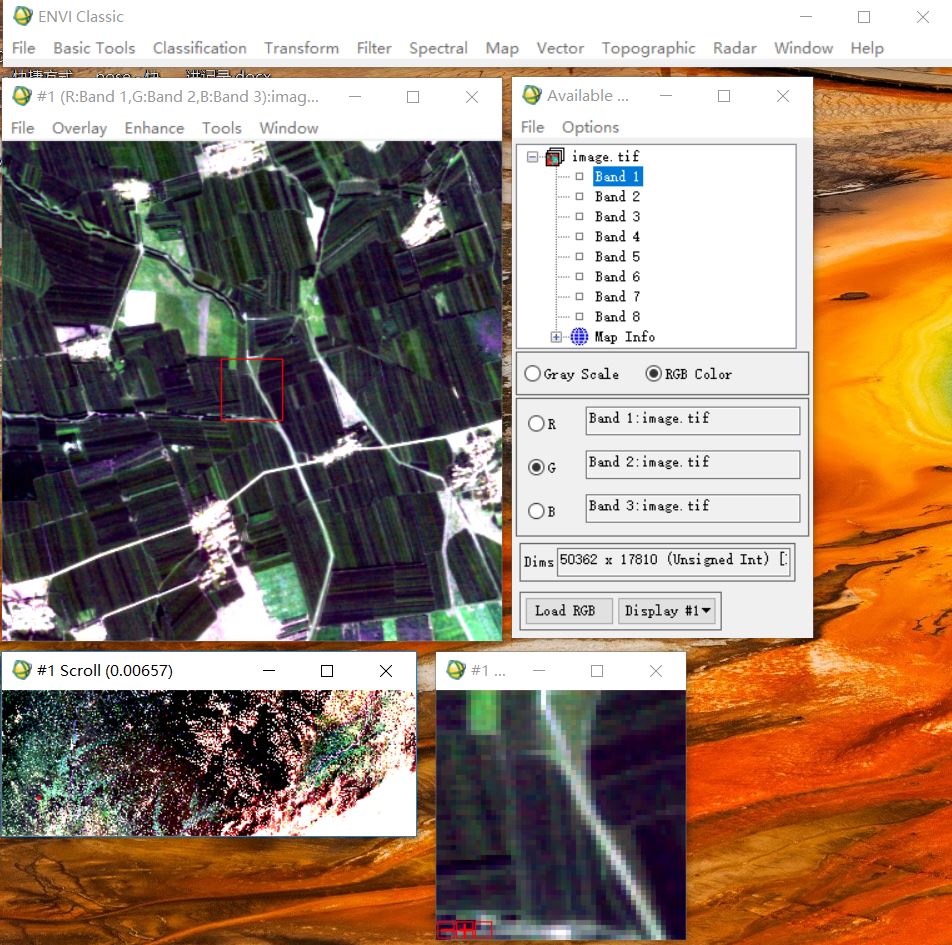 ENVI Classic
File Basic Tools Classification Transform Filter Spectral Map Vector Topographic Radar Window Help
#1 (R:Band 1,G:Band 2,B:Band 3):imag...
File Overlay Enhance Tools Window
Available ...
File Options
image.tif
Band 1
Band 2
Band 3
Band 4
Band 5
Band 6
Band 7
Band 8
Map Info
Gray Scale RGB Color
R Band 1:image.tif
G Band 2:image.tif
B Band 3:image.tif
Dims 50362 x 17810 (Unsigned Int) [
Load RGB Display #1
#1 Scroll (0.00657)
#1 ...